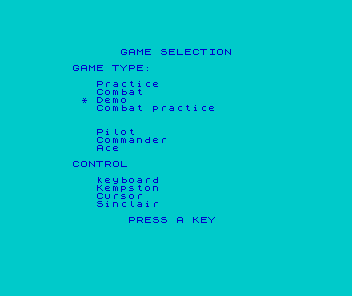 GAME SELECTION
GAME TYPE:
Practice
Combat
* Demo
Combat practice
Pilot
Commander
Ace
CONTROL
Keyboard
Kempston
Cursor
Sinclair
PRESS A KEY